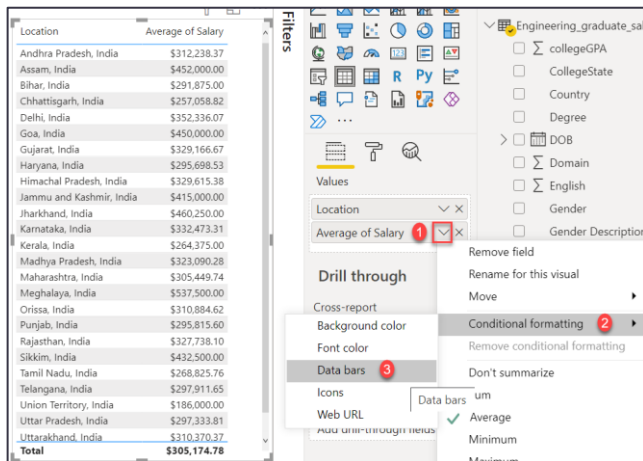 Location Average of Salary
Andhra Pradesh, India $312,238.37
Assam, India $452,000.00
Bihar, India $291,875.00
Chhattisgarh, India $257,058.82
Delhi, India $352,336.07
Goa, India $450,000.00
Gujarat, India $329,166.67
Haryana, India $295,698.53
Himachal Pradesh, India $329,615.38
Jammu and Kashmir, India $415,000.00
Jharkhand, India $460,250.00
Karnataka, India $332,473.31
Kerala, India $264,375.00
Madhya Pradesh, India $323,090.28
Maharashtra, India $305,449.74
Meghalaya, India $537,500.00
Orissa, India $310,884.62
Punjab, India $295,815.60
Rajasthan, India $327,738.10
Sikkim, India $432,500.00
Tamil Nadu, India $268,825.76
Telangana, India $297,911.65
Union Territory, India $186,000.00
Uttar Pradesh, India $297,333.81
Uttarakhand, India $310,370.37
Total $305,174.78
Filters
123
R Py
...
Values
Location
Average of Salary 1
Drill through
Cross-report
Add drill-through fields
Background color
Font color
Data bars 3
Icons
Web URL
Data bars
Remove field
Rename for this visual
Move
Conditional formatting 2
Remove conditional formatting
Don't summarize
um
Average
Minimum
Maximum
Engineering_graduate_sal
∑ collegeGPA
CollegeState
Country
Degree
DOB
∑ Domain
∑ English
Gender
Gender Description